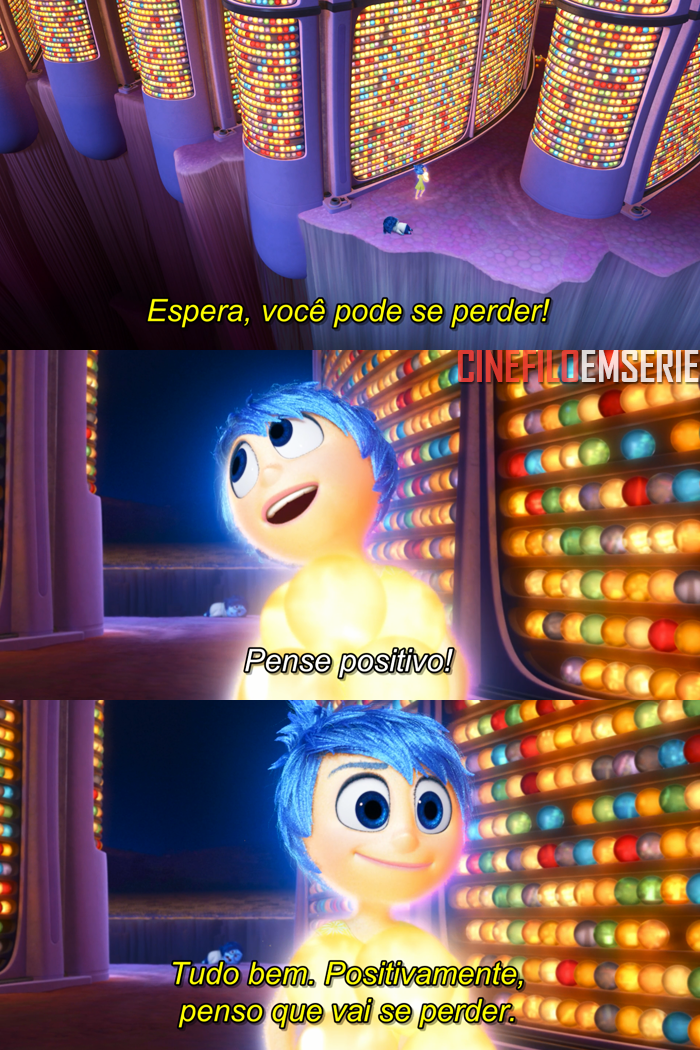 Espera, você pode se perder!
CINEFILOEMSERIE
Pense positivo!
Tudo bem. Positivamente,
penso que vai se perder.